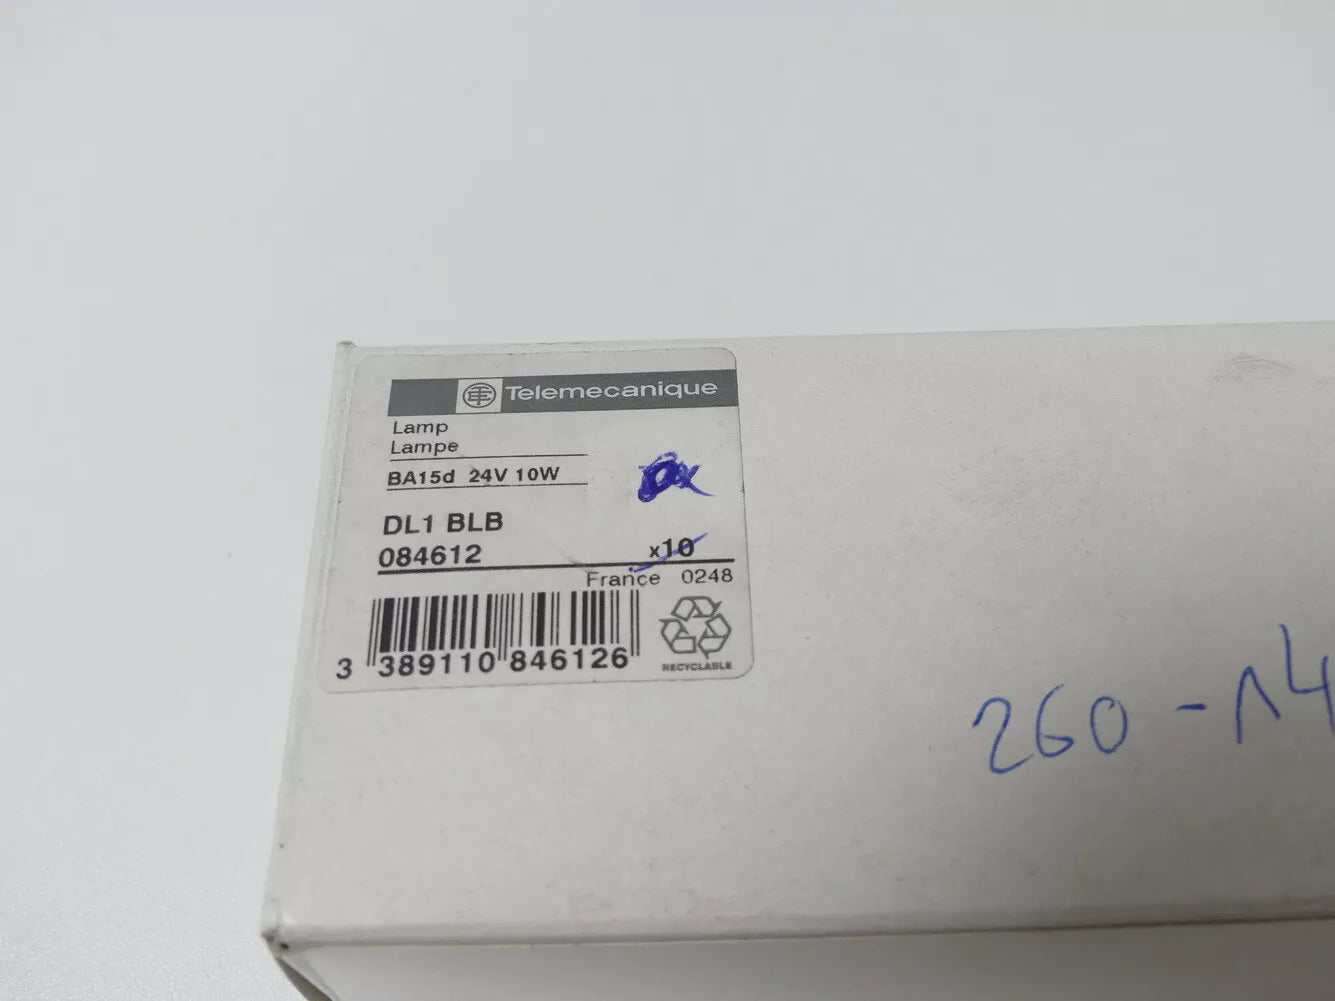 Telemecanique
Lamp
Lampe
BA15d 24V 10W
DL1 BLB
084612
x10
France 0248
3 389110 846126
RECYCLABLE
260-14